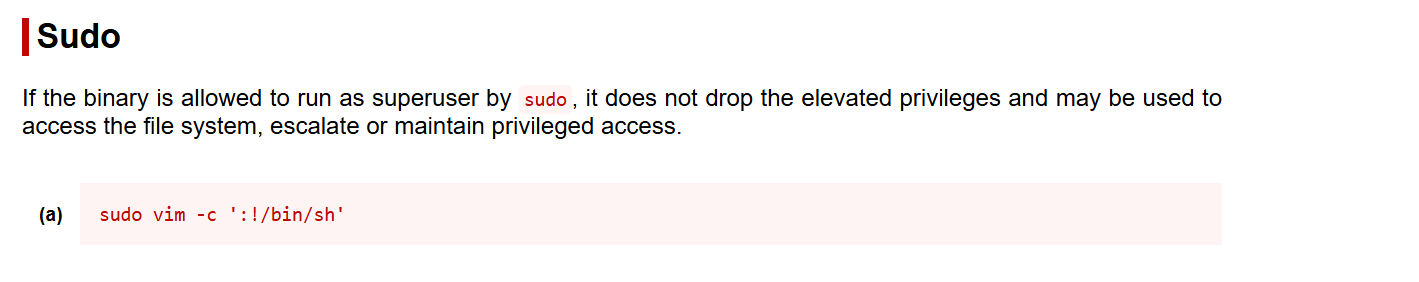 Sudo
If the binary is allowed to run as superuser by sudo, it does not drop the elevated privileges and may be used to
access the file system, escalate or maintain privileged access.
(a) sudo vim -c ':!/bin/sh'